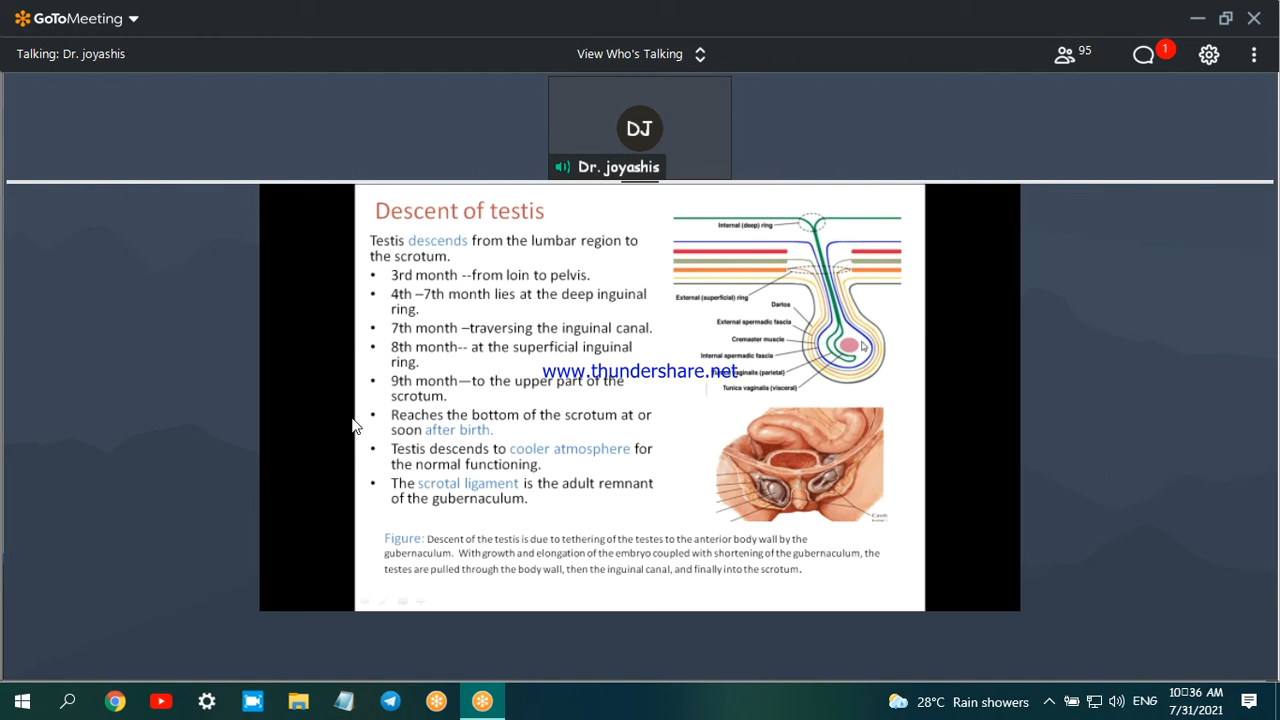 GoToMeeting
Talking: Dr. joyashis
View Who's Talking
95
1
DJ
Dr. joyashis
Descent of testis
Testis descends from the lumbar region to
the scrotum.
• 3rd month --from loin to pelvis.
• 4th –7th month lies at the deep inguinal
ring.
• 7th month –traversing the inguinal canal.
• 8th month-- at the superficial inguinal
ring.
• 9th month—to the upper part of the
scrotum.
• Reaches the bottom of the scrotum at or
soon after birth.
• Testis descends to cooler atmosphere for
the normal functioning.
• The scrotal ligament is the adult remnant
of the gubernaculum.
Internal (deep) ring
External (superficial) ring
Dartos
External spermadic fascia
Cremaster muscle
Internal spermadic fascia
vaginalis (parietal)
Tunica vaginalis (visceral)
www.thundershare.net
Figure: Descent of the testis is due to tethering of the testes to the anterior body wall by the
gubernaculum. With growth and elongation of the embryo coupled with shortening of the gubernaculum, the
testes are pulled through the body wall, then the inguinal canal, and finally into the scrotum.
28°C Rain showers
ENG
10:36 AM
7/31/2021